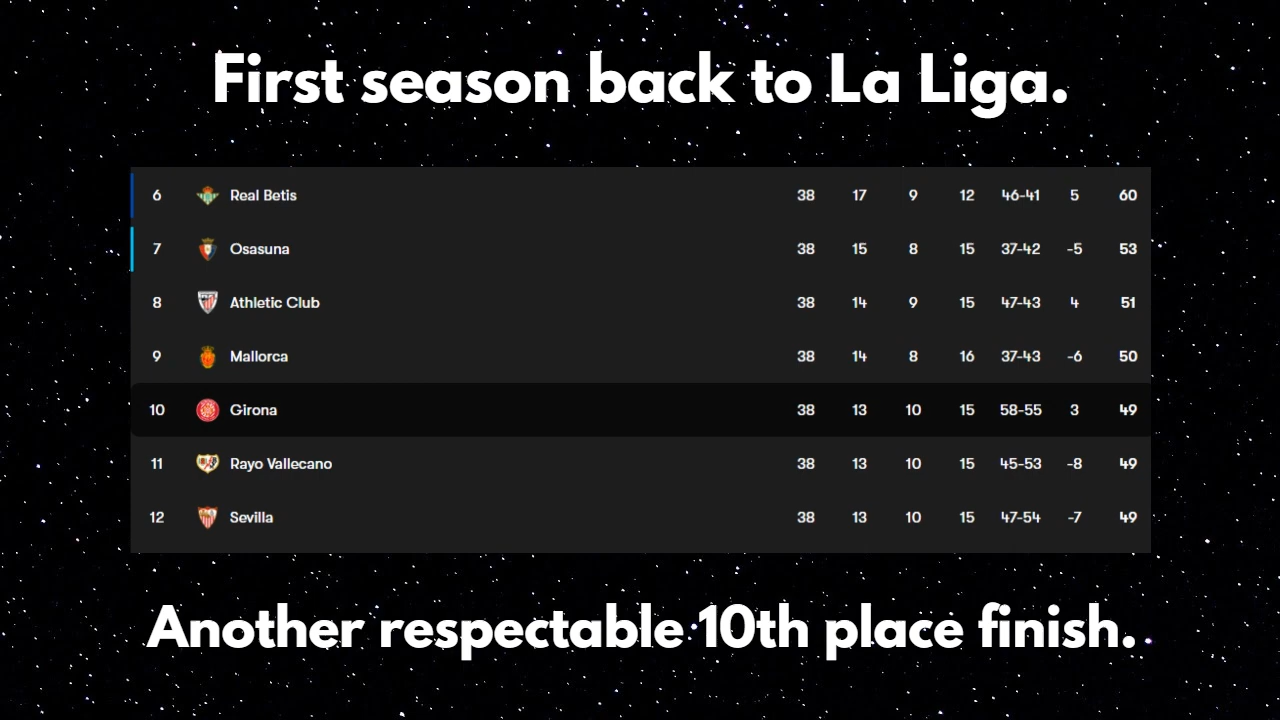 First season back to La Liga.
6 Real Betis 38 17 9 12 46-41 5 60
7 Osasuna 38 15 8 15 37-42 -5 53
8 Athletic Club 38 14 9 15 47-43 4 51
9 Mallorca 38 14 8 16 37-43 -6 50
10 Girona 38 13 10 15 58-55 3 49
11 Rayo Vallecano 38 13 10 15 45-53 -8 49
12 Sevilla 38 13 10 15 47-54 -7 49
Another respectable 10th place finish.